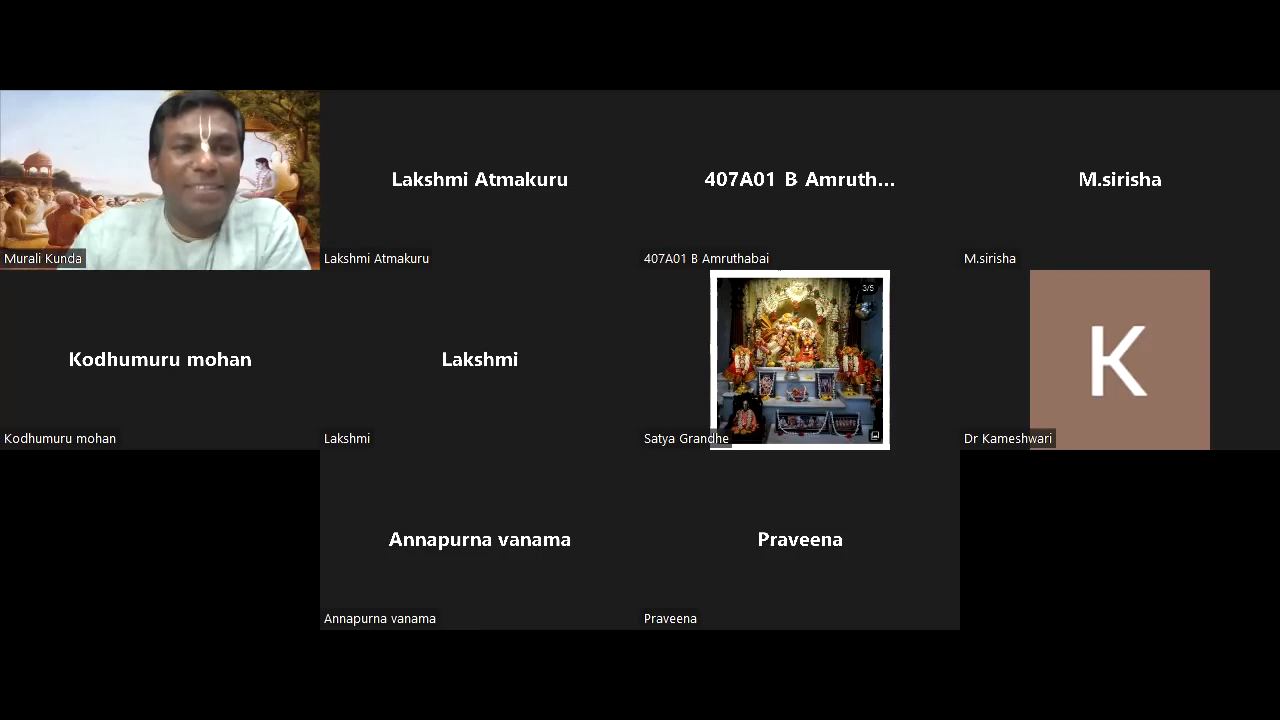 Lakshmi Atmakuru
407A01 B Amruth...
M.sirisha
Murali Kunda
Lakshmi Atmakuru
407A01 B Amruthabai
M.sirisha
3/5
Kodhumuru mohan
Lakshmi
K
Kodhumuru mohan
Lakshmi
Satya Grandhe
Dr Kameshwari
Annapurna vanama
Praveena
Annapurna vanama
Praveena